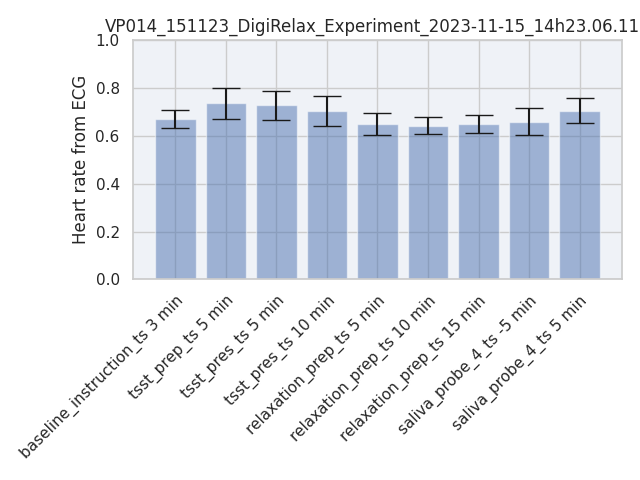 VP014_151123_DigiRelax_Experiment_2023-11-15_14h23.06.11
1.0
0.8
0.6
0.4
0.2
0.0
Heart rate from ECG
baseline_instruction_ts 3 min
tsst_prep_ts 5 min
tsst_pres_ts 5 min
tsst_pres_ts 10 min
relaxation_prep_ts 5 min
relaxation_prep_ts 10 min
relaxation_prep_ts 15 min
saliva_probe_4_ts -5 min
saliva_probe_4_ts 5 min